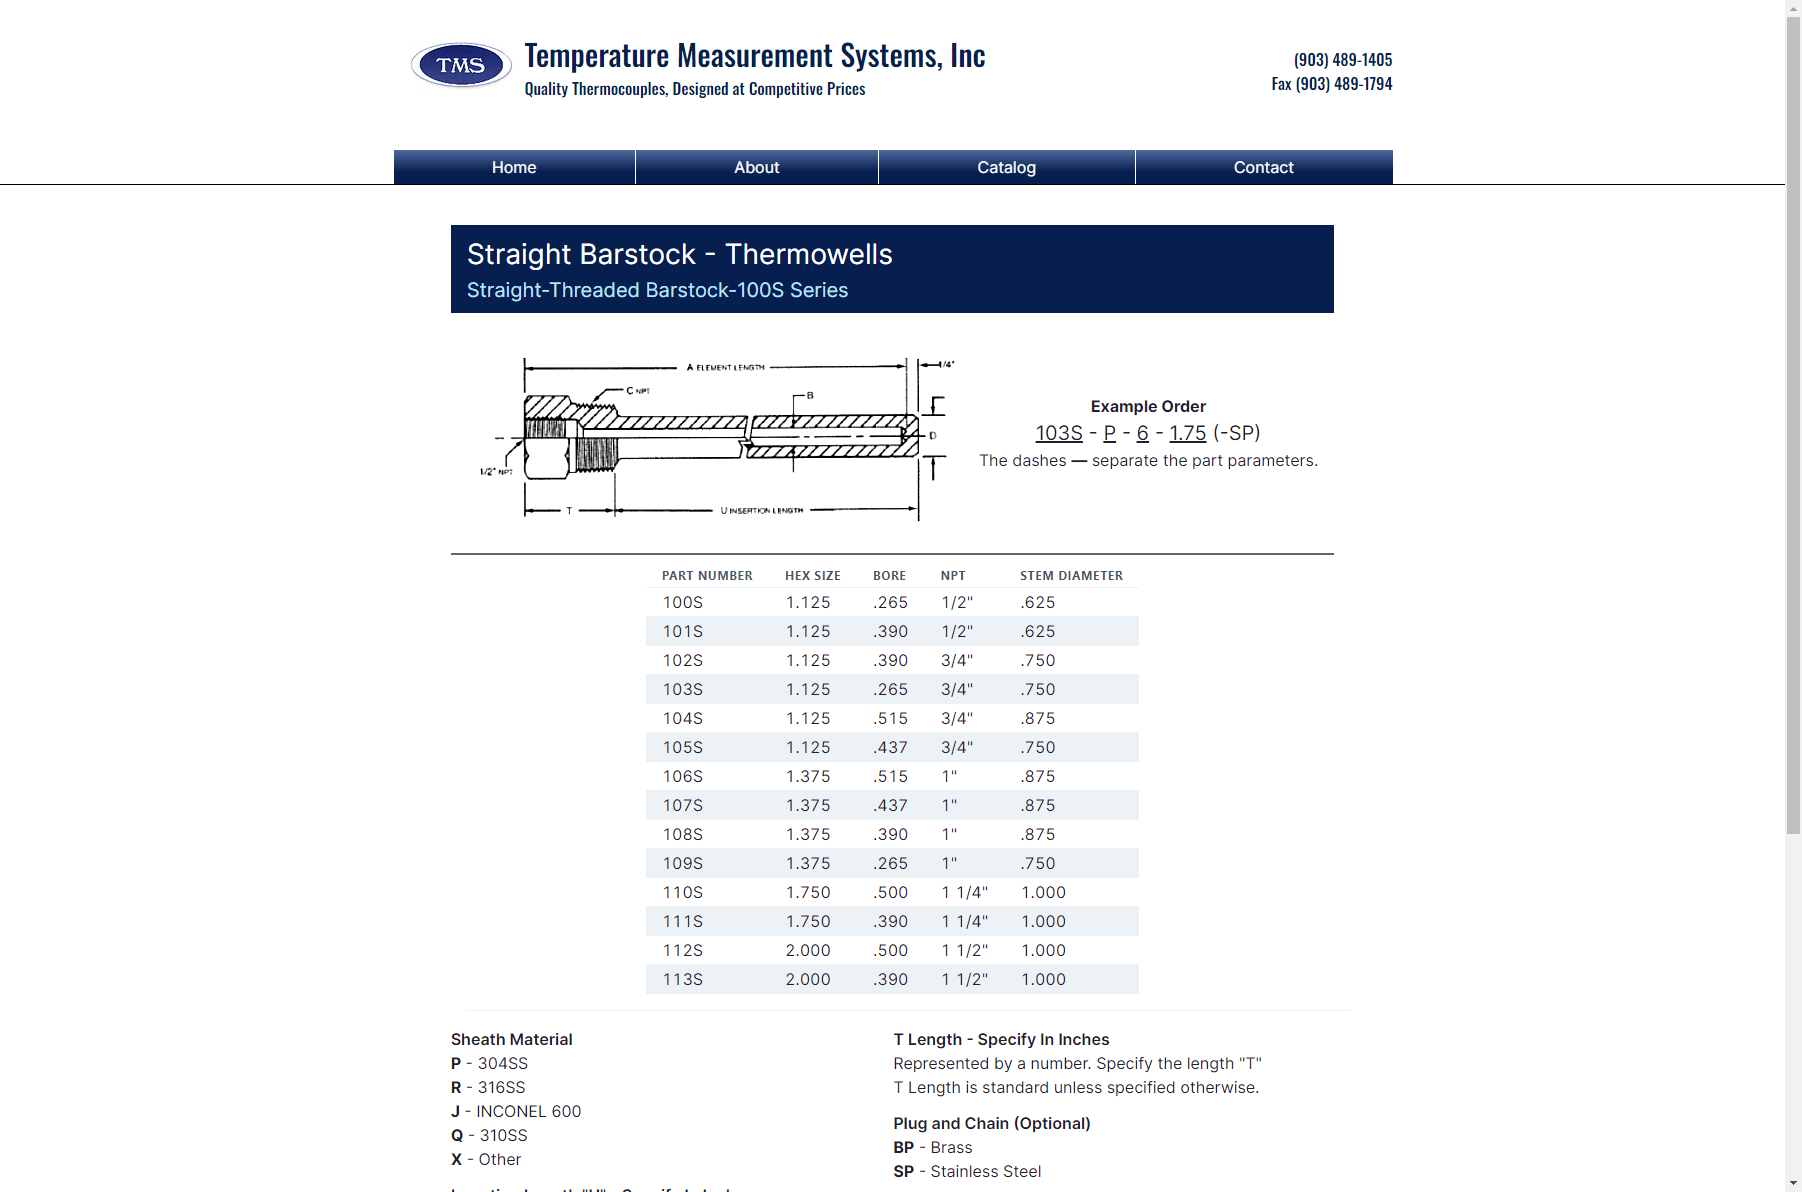 TMS
Temperature Measurement Systems, Inc
Quality Thermocouples, Designed at Competitive Prices
(903) 489-1405
Fax (903) 489-1794
Home About Catalog Contact
Straight Barstock - Thermowells
Straight-Threaded Barstock-100S Series
A ELEMENT LENGTH
1/4"
C NPT
B
D
1/2" NPT
T
U INSERTION LENGTH
Example Order
103S - P - 6 - 1.75 (-SP)
The dashes — separate the part parameters.
PART NUMBER HEX SIZE BORE NPT STEM DIAMETER
100S 1.125 .265 1/2" .625
101S 1.125 .390 1/2" .625
102S 1.125 .390 3/4" .750
103S 1.125 .265 3/4" .750
104S 1.125 .515 3/4" .875
105S 1.125 .437 3/4" .750
106S 1.375 .515 1" .875
107S 1.375 .437 1" .875
108S 1.375 .390 1" .875
109S 1.375 .265 1" .750
110S 1.750 .500 1 1/4" 1.000
111S 1.750 .390 1 1/4" 1.000
112S 2.000 .500 1 1/2" 1.000
113S 2.000 .390 1 1/2" 1.000
Sheath Material
P - 304SS
R - 316SS
J - INCONEL 600
Q - 310SS
X - Other
T Length - Specify In Inches
Represented by a number. Specify the length "T"
T Length is standard unless specified otherwise.
Plug and Chain (Optional)
BP - Brass
SP - Stainless Steel